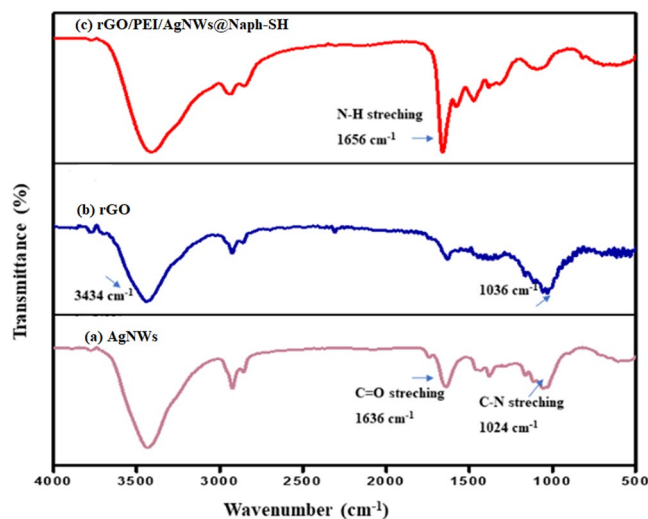 (c) rGO/PEI/AgNWs@Naph-SH
N-H streching
1656 cm-1
(b) rGO
3434 cm-1
1036 cm-1
(a) AgNWs
C=O streching
1636 cm-1
C-N streching
1024 cm-1
Transmittance (%)
4000 3500 3000 2500 2000 1500 1000 500
Wavenumber (cm-1)